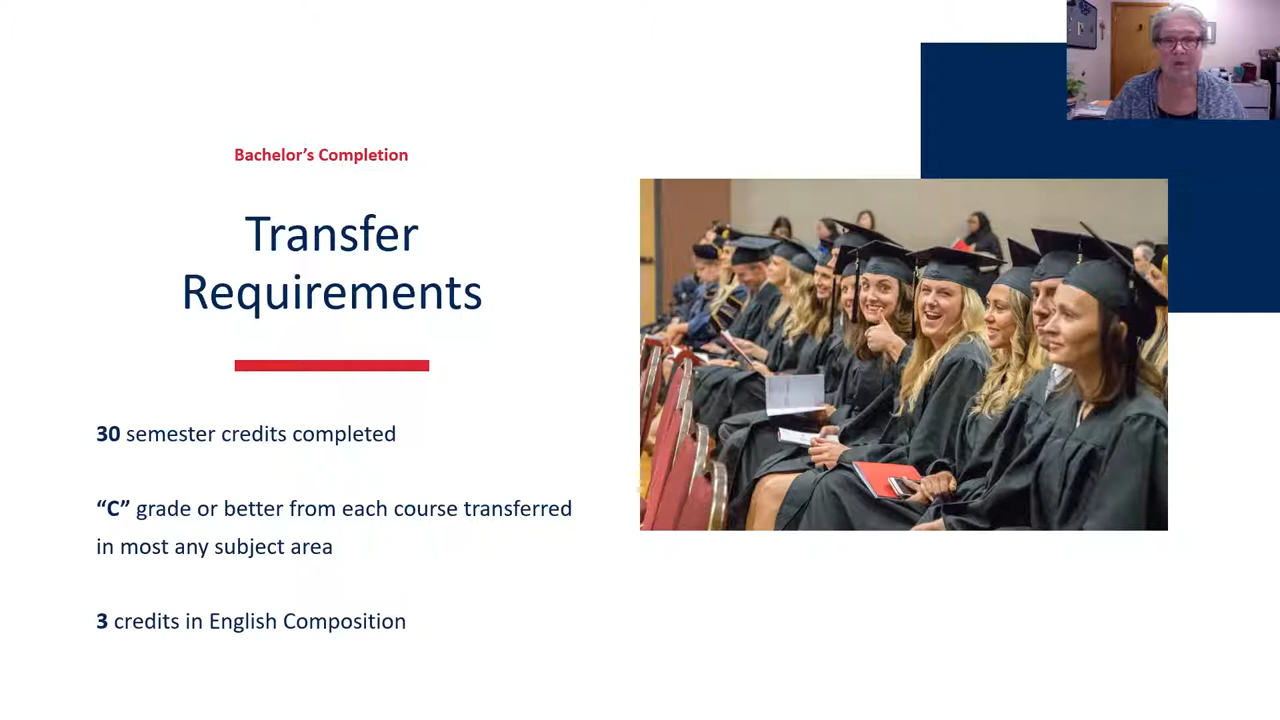 Bachelor’s Completion
Transfer
Requirements
30 semester credits completed
“C” grade or better from each course transferred
in most any subject area
3 credits in English Composition